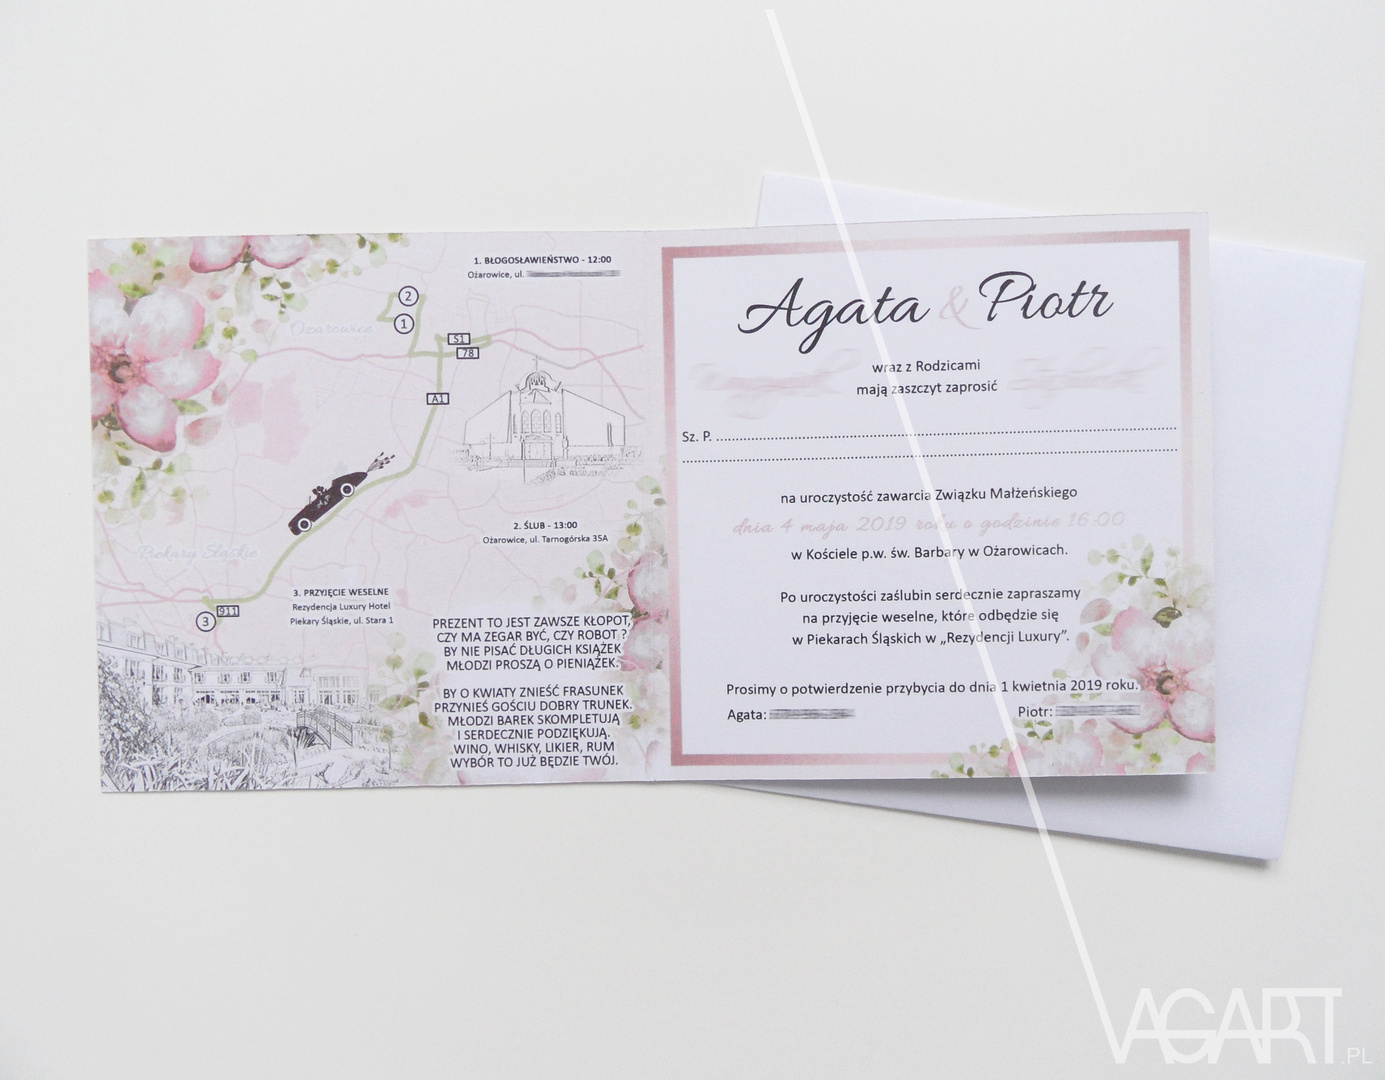 1. BŁOGOSŁAWIEŃSTWO - 12:00
Ożarowice, ul.
2
1
Ożarowice
S1
78
A1
2. ŚLUB - 13:00
Ożarowice, ul. Tarnogórska 35A
Piekary Śląskie
3. PRZYJĘCIE WESELNE
Rezydencja Luxury Hotel
Piekary Śląskie, ul. Stara 1
911
3
PREZENT TO JEST ZAWSZE KŁOPOT,
CZY MA ZEGAR BYĆ, CZY ROBOT ?
BY NIE PISAĆ DŁUGICH KSIĄŻEK
MŁODZI PROSZĄ O PIENIĄŻEK.
BY O KWIATY ZNIEŚĆ FRASUNEK
PRZYNIEŚ GOŚCIU DOBRY TRUNEK.
MŁODZI BAREK SKOMPLETUJĄ
I SERDECZNIE PODZIĘKUJĄ.
WINO, WHISKY, LIKIER, RUM
WYBÓR TO JUŻ BĘDZIE TWÓJ.
Agata & Piotr
wraz z Rodzicami
mają zaszczyt zaprosić
Sz. P. ..........
..........
na uroczystość zawarcia Związku Małżeńskiego
dnia 4 maja 2019 roku o godzinie 16:00
w Kościele p.w. św. Barbary w Ożarowicach.
Po uroczystości zaślubin serdecznie zapraszamy
na przyjęcie weselne, które odbędzie się
w Piekarach Śląskich w „Rezydencji Luxury”.
Prosimy o potwierdzenie przybycia do dnia 1 kwietnia 2019 roku.
Agata:
Piotr:
VAGART.PL